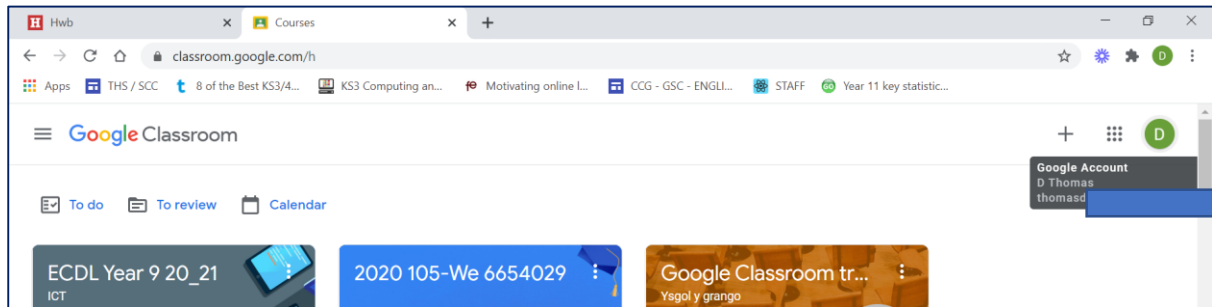 H Hwb Courses
classroom.google.com/h D
Apps THS / SCC t 8 of the Best KS3/4... KS3 Computing an... fe Motivating online l... CCG - GSC - ENGLI... STAFF GO Year 11 key statistic...
Google Classroom D
Google Account
D Thomas
thomasd
To do To review Calendar
ECDL Year 9 20_21 2020 105-We 6654029 Google Classroom tr...
ICT Ysgol y grango